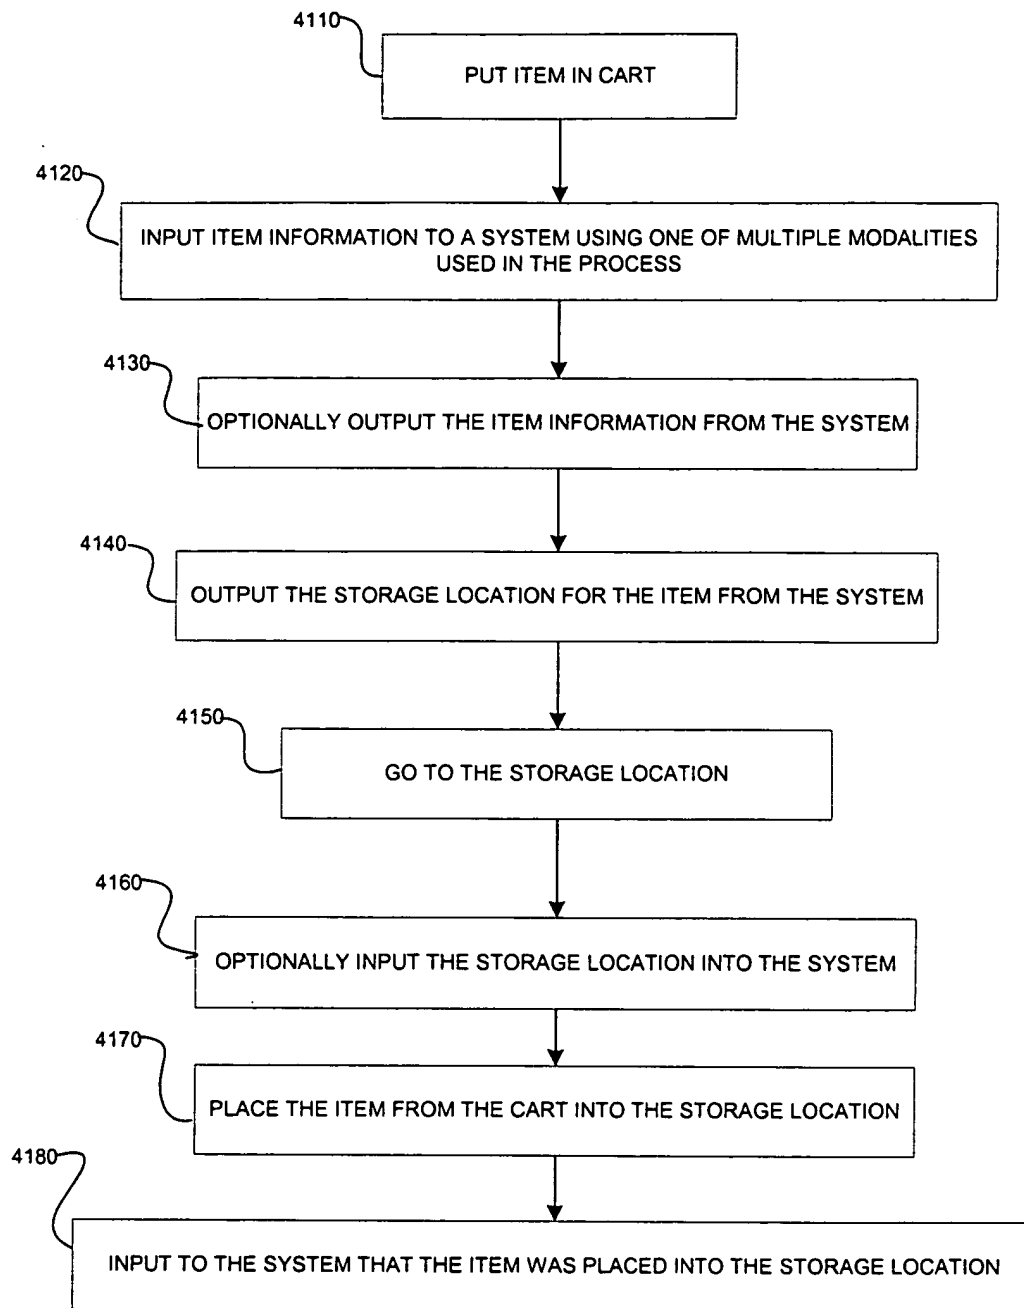 4110
PUT ITEM IN CART
4120
INPUT ITEM INFORMATION TO A SYSTEM USING ONE OF MULTIPLE MODALITIES
USED IN THE PROCESS
4130
OPTIONALLY OUTPUT THE ITEM INFORMATION FROM THE SYSTEM
4140
OUTPUT THE STORAGE LOCATION FOR THE ITEM FROM THE SYSTEM
4150
GO TO THE STORAGE LOCATION
4160
OPTIONALLY INPUT THE STORAGE LOCATION INTO THE SYSTEM
4170
PLACE THE ITEM FROM THE CART INTO THE STORAGE LOCATION
4180
INPUT TO THE SYSTEM THAT THE ITEM WAS PLACED INTO THE STORAGE LOCATION